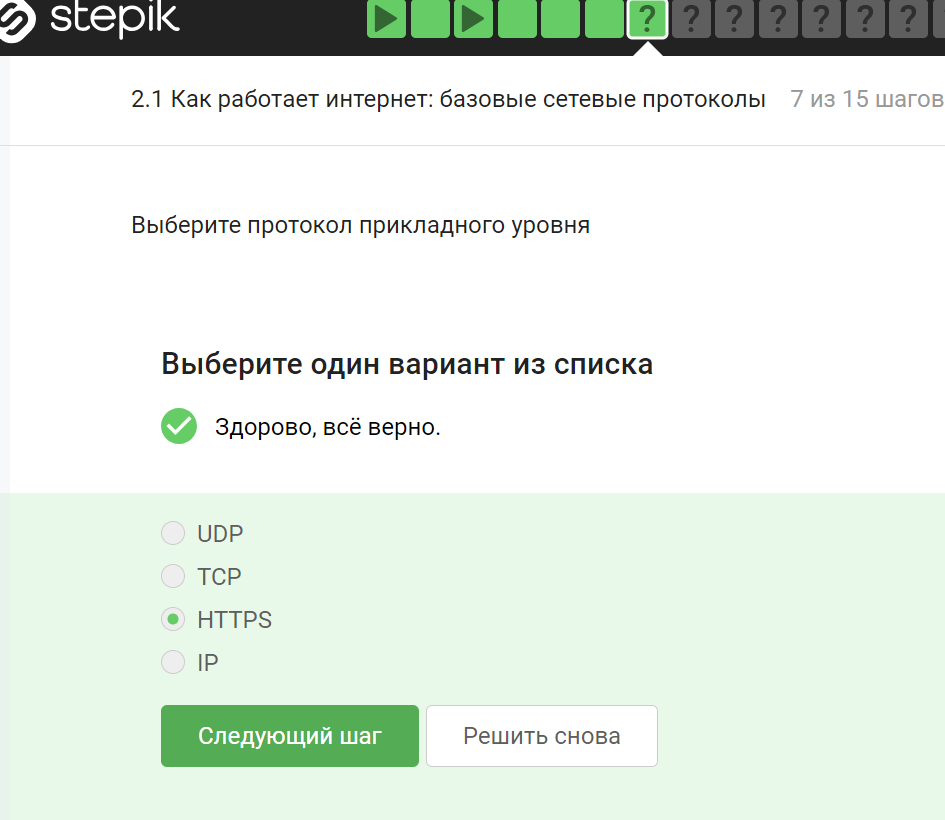 stepik
? ? ? ? ? ? ?
2.1 Как работает интернет: базовые сетевые протоколы 7 из 15 шагов
Выберите протокол прикладного уровня
Выберите один вариант из списка
Здорово, всё верно.
UDP
TCP
HTTPS
IP
Следующий шаг Решить снова